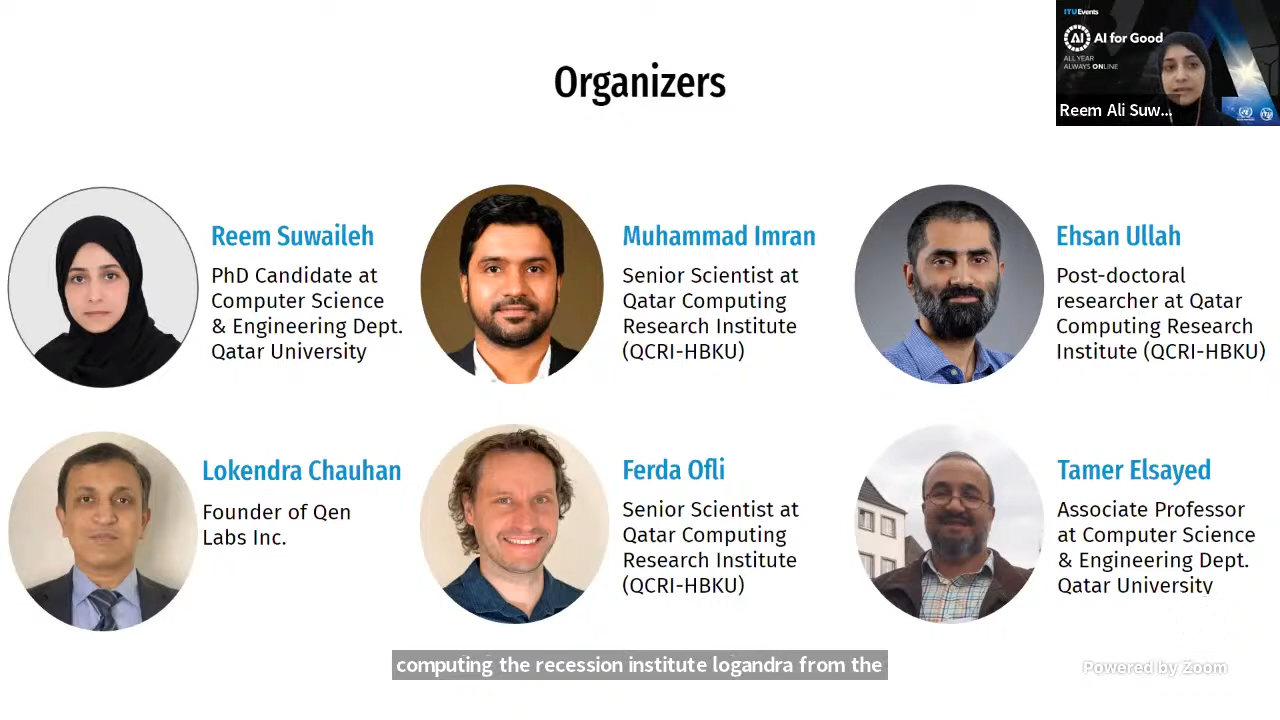 ITUEvents
AI
AI for Good
ALL YEAR
ALWAYS ONLINE
Reem Ali Suw...
Organizers
Reem Suwaileh
PhD Candidate at
Computer Science
& Engineering Dept.
Qatar University
Muhammad Imran
Senior Scientist at
Qatar Computing
Research Institute
(QCRI-HBKU)
Ehsan Ullah
Post-doctoral
researcher at Qatar
Computing Research
Institute (QCRI-HBKU)
Lokendra Chauhan
Founder of Qen
Labs Inc.
Ferda Ofli
Senior Scientist at
Qatar Computing
Research Institute
(QCRI-HBKU)
Tamer Elsayed
Associate Professor
at Computer Science
& Engineering Dept.
Qatar University
computing the recession institute logandra from the
Powered by Zoom